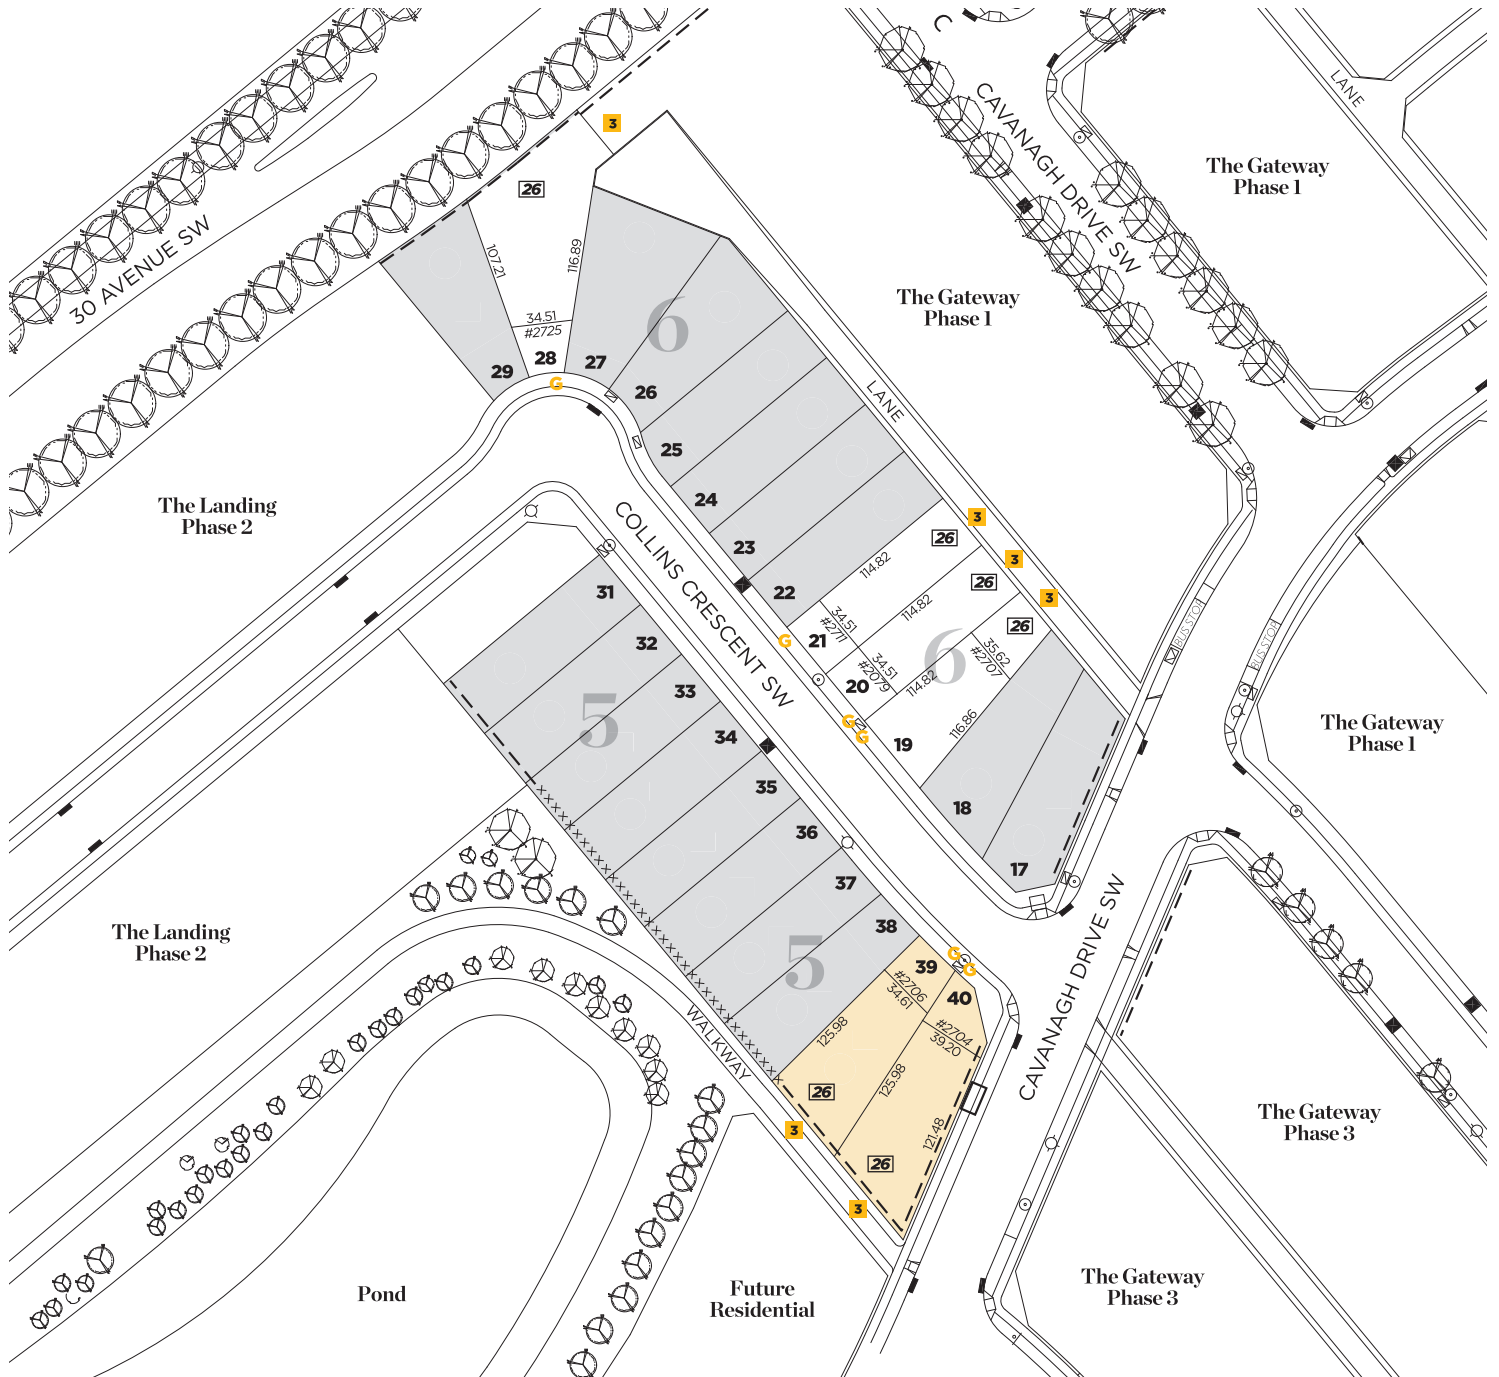 C
CAVANAGH DRIVE SW
LANE
The Gateway
Phase 1
3
26
30 AVENUE SW
107.21
116.89
34.51
#2725
28
29
27
G
6
26
The Gateway
Phase 1
LANE
25
24
23
22
The Landing
Phase 2
COLLINS CRESCENT SW
3
26
114.82
3
26
114.82
3
26
34.51
#2711
21
G
34.51
#2079
20
114.82
6
35.62
#2707
G
G
19
116.86
18
17
BUS STOP
BUS STOP
The Gateway
Phase 1
31
32
33
34
5
35
36
37
38
5
39
#2706
34.61
G
G
40
#2704
39.20
125.98
125.98
121.48
26
26
3
3
The Landing
Phase 2
WALKWAY
CAVANAGH DRIVE SW
The Gateway
Phase 3
The Gateway
Phase 3
Pond
Future
Residential